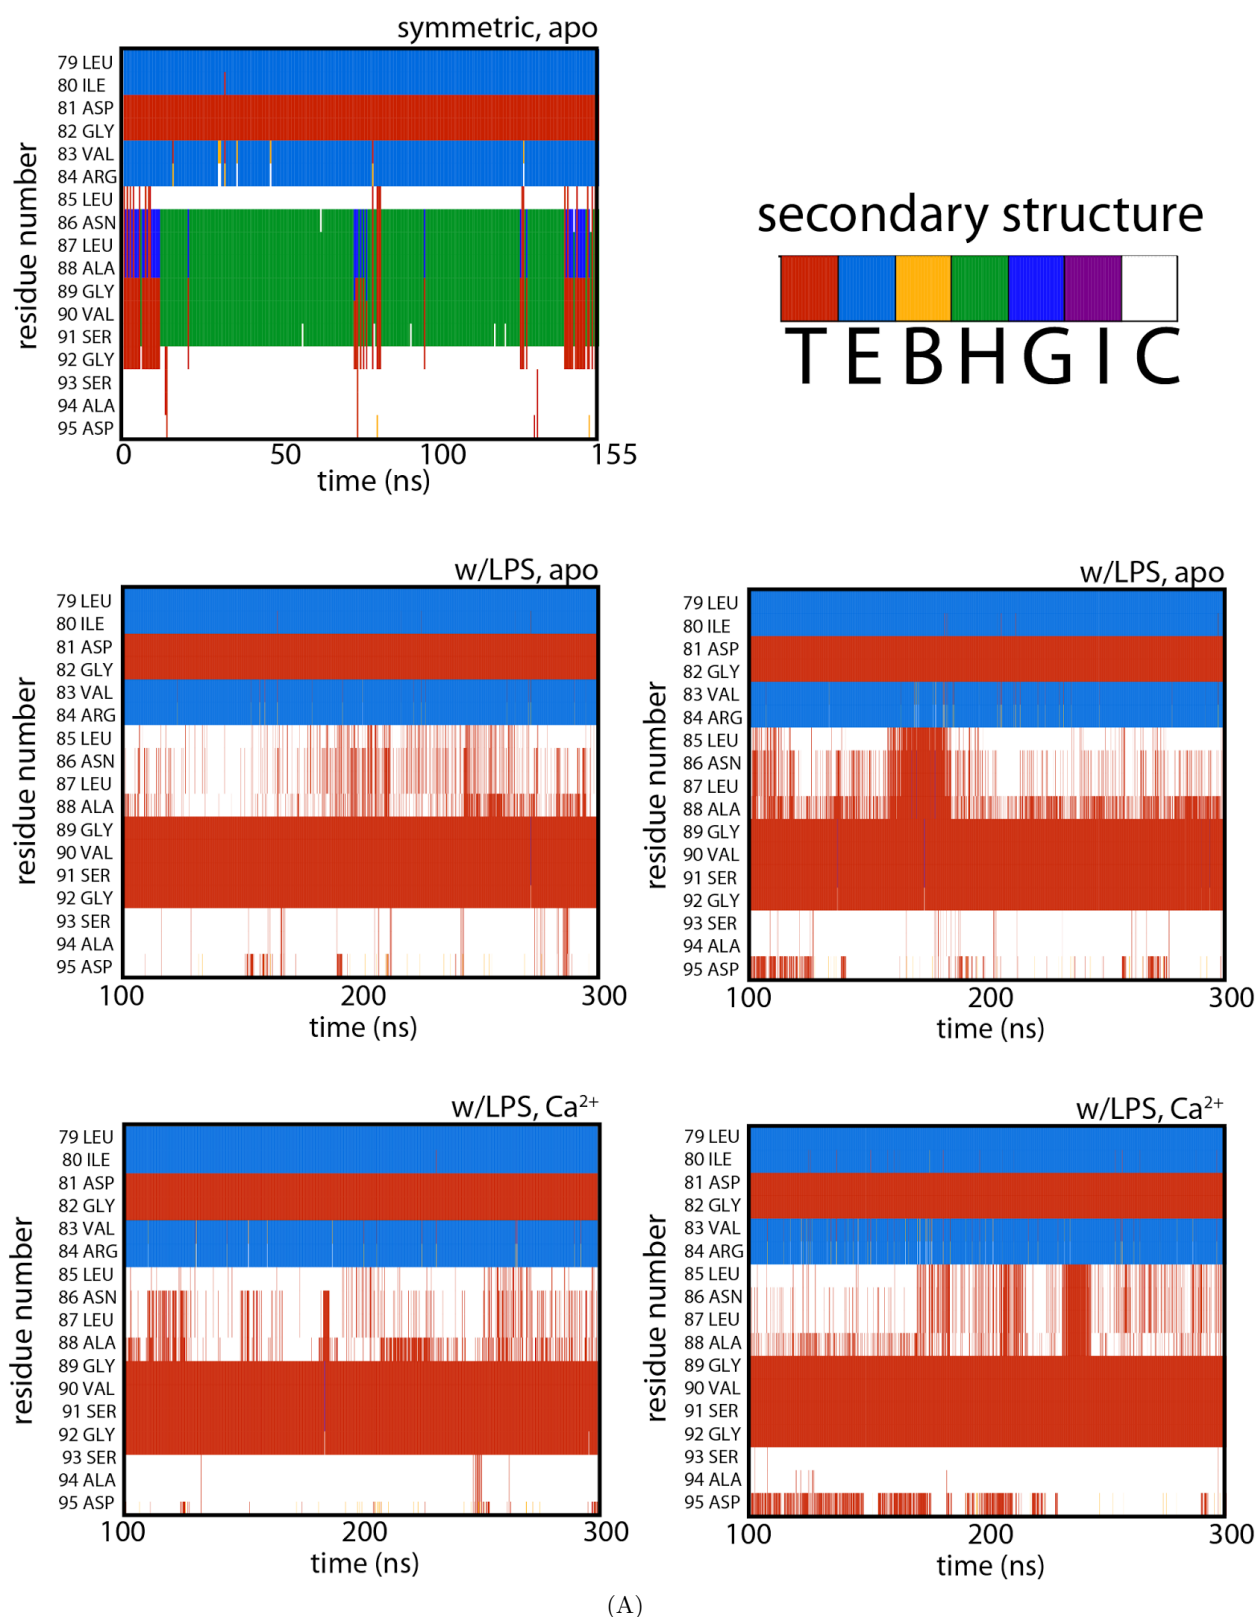 symmetric, apo
residue number
79 LEU
80 ILE
81 ASP
82 GLY
83 VAL
84 ARG
85 LEU
86 ASN
87 LEU
88 ALA
89 GLY
90 VAL
91 SER
92 GLY
93 SER
94 ALA
95 ASP
0 50 100 155
time (ns)
secondary structure
T E B H G I C
w/LPS, apo
residue number
79 LEU
80 ILE
81 ASP
82 GLY
83 VAL
84 ARG
85 LEU
86 ASN
87 LEU
88 ALA
89 GLY
90 VAL
91 SER
92 GLY
93 SER
94 ALA
95 ASP
100 200 300
time (ns)
w/LPS, apo
residue number
79 LEU
80 ILE
81 ASP
82 GLY
83 VAL
84 ARG
85 LEU
86 ASN
87 LEU
88 ALA
89 GLY
90 VAL
91 SER
92 GLY
93 SER
94 ALA
95 ASP
100 200 300
time (ns)
w/LPS, Ca²⁺
residue number
79 LEU
80 ILE
81 ASP
82 GLY
83 VAL
84 ARG
85 LEU
86 ASN
87 LEU
88 ALA
89 GLY
90 VAL
91 SER
92 GLY
93 SER
94 ALA
95 ASP
100 200 300
time (ns)
w/LPS, Ca²⁺
residue number
79 LEU
80 ILE
81 ASP
82 GLY
83 VAL
84 ARG
85 LEU
86 ASN
87 LEU
88 ALA
89 GLY
90 VAL
91 SER
92 GLY
93 SER
94 ALA
95 ASP
100 200 300
time (ns)
(A)